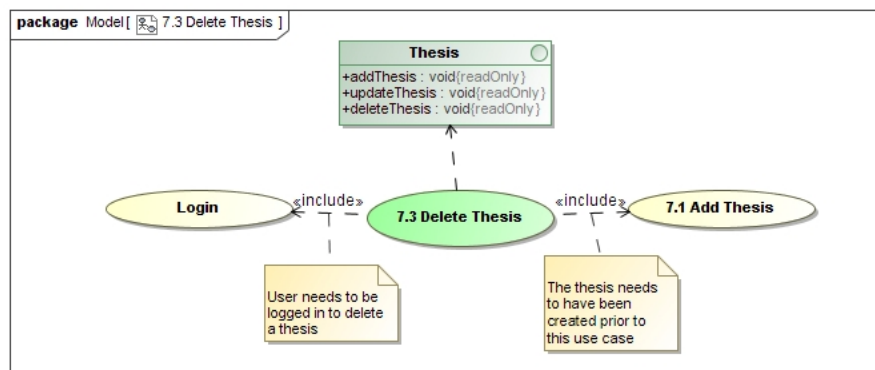 package Model[ 7.3 Delete Thesis ]
Thesis
+addThesis : void{readOnly}
+updateThesis : void{readOnly}
+deleteThesis : void{readOnly}
«include»
«include»
Login
7.3 Delete Thesis
7.1 Add Thesis
User needs to be
logged in to delete
a thesis
The thesis needs
to have been
created prior to
this use case